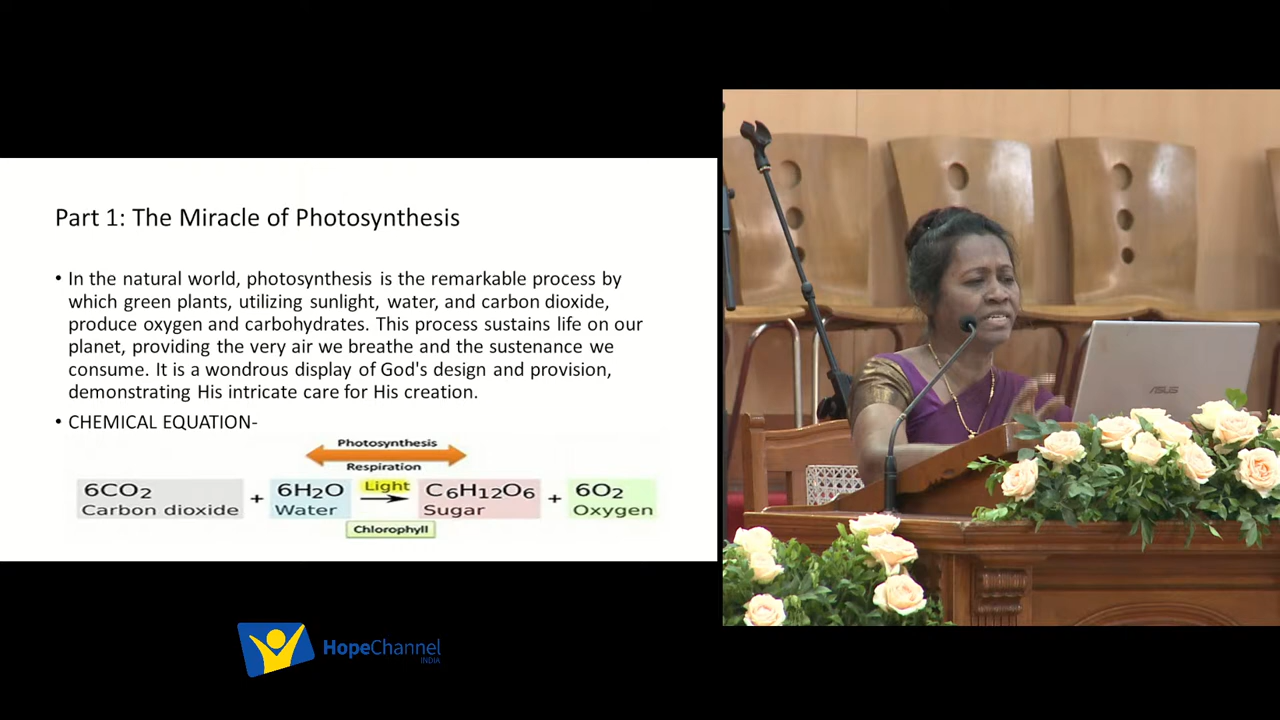 Part 1: The Miracle of Photosynthesis
• In the natural world, photosynthesis is the remarkable process by
which green plants, utilizing sunlight, water, and carbon dioxide,
produce oxygen and carbohydrates. This process sustains life on our
planet, providing the very air we breathe and the sustenance we
consume. It is a wondrous display of God's design and provision,
demonstrating His intricate care for His creation.
• CHEMICAL EQUATION-
Photosynthesis
Respiration
6CO₂ + 6H₂O Light → C₆H₁₂O₆ + 6O₂
Carbon dioxide Water Sugar Oxygen
Chlorophyll
HopeChannel
INDIA
ASUS